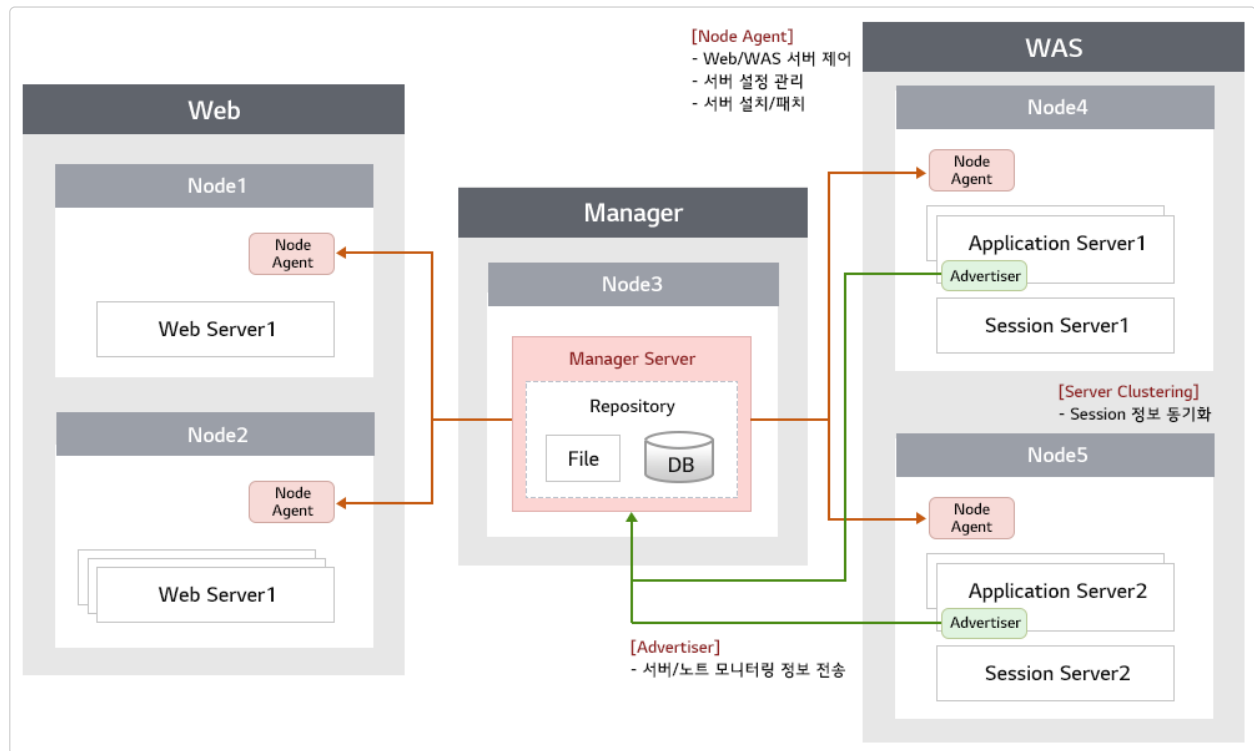 Web
Node1
Node
Agent
Web Server1
Node2
Node
Agent
Web Server1
Manager
Node3
Manager Server
Repository
File
DB
[Node Agent]
- Web/WAS 서버 제어
- 서버 설정 관리
- 서버 설치/패치
[Advertiser]
- 서버/노트 모니터링 정보 전송
WAS
Node4
Node
Agent
Application Server1
Advertiser
Session Server1
[Server Clustering]
- Session 정보 동기화
Node5
Node
Agent
Application Server2
Advertiser
Session Server2